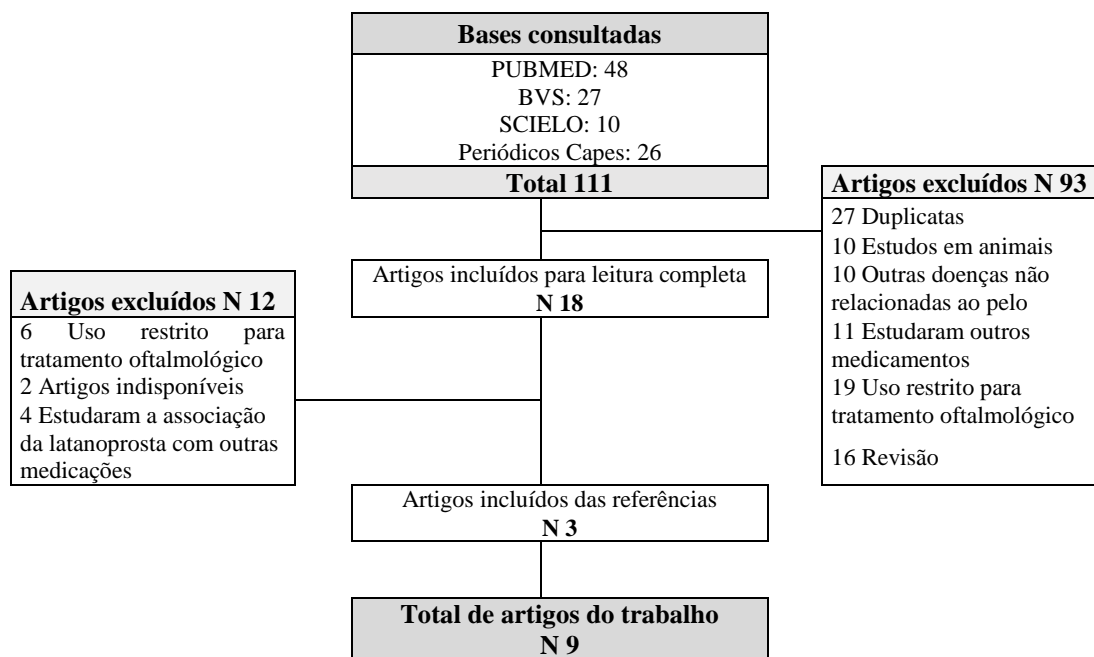 Bases consultadas
PUBMED: 48
BVS: 27
SCIELO: 10
Periódicos Capes: 26
Total 111
Artigos excluídos N 93
27 Duplicatas
10 Estudos em animais
10 Outras doenças não
relacionadas ao pelo
11 Estudaram outros
medicamentos
19 Uso restrito para
tratamento oftalmológico
16 Revisão
Artigos incluídos para leitura completa
N 18
Artigos excluídos N 12
6 Uso restrito para
tratamento oftalmológico
2 Artigos indisponíveis
4 Estudaram a associação
da latanoprosta com outras
medicações
Artigos incluídos das referências
N 3
Total de artigos do trabalho
N 9